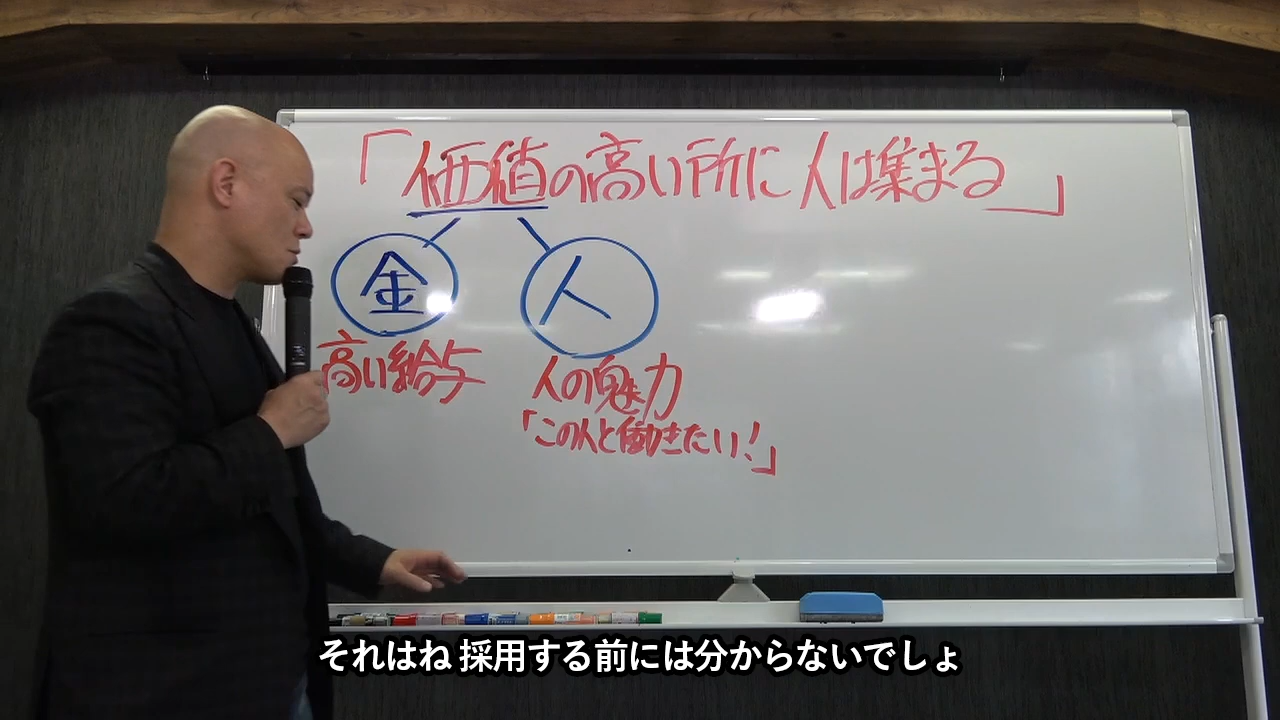 「価値の高い所に人は集まる」
金
人
高い給与
人の魅力
「この人と働きたい!」
それはね 採用する前には分からないでしょ